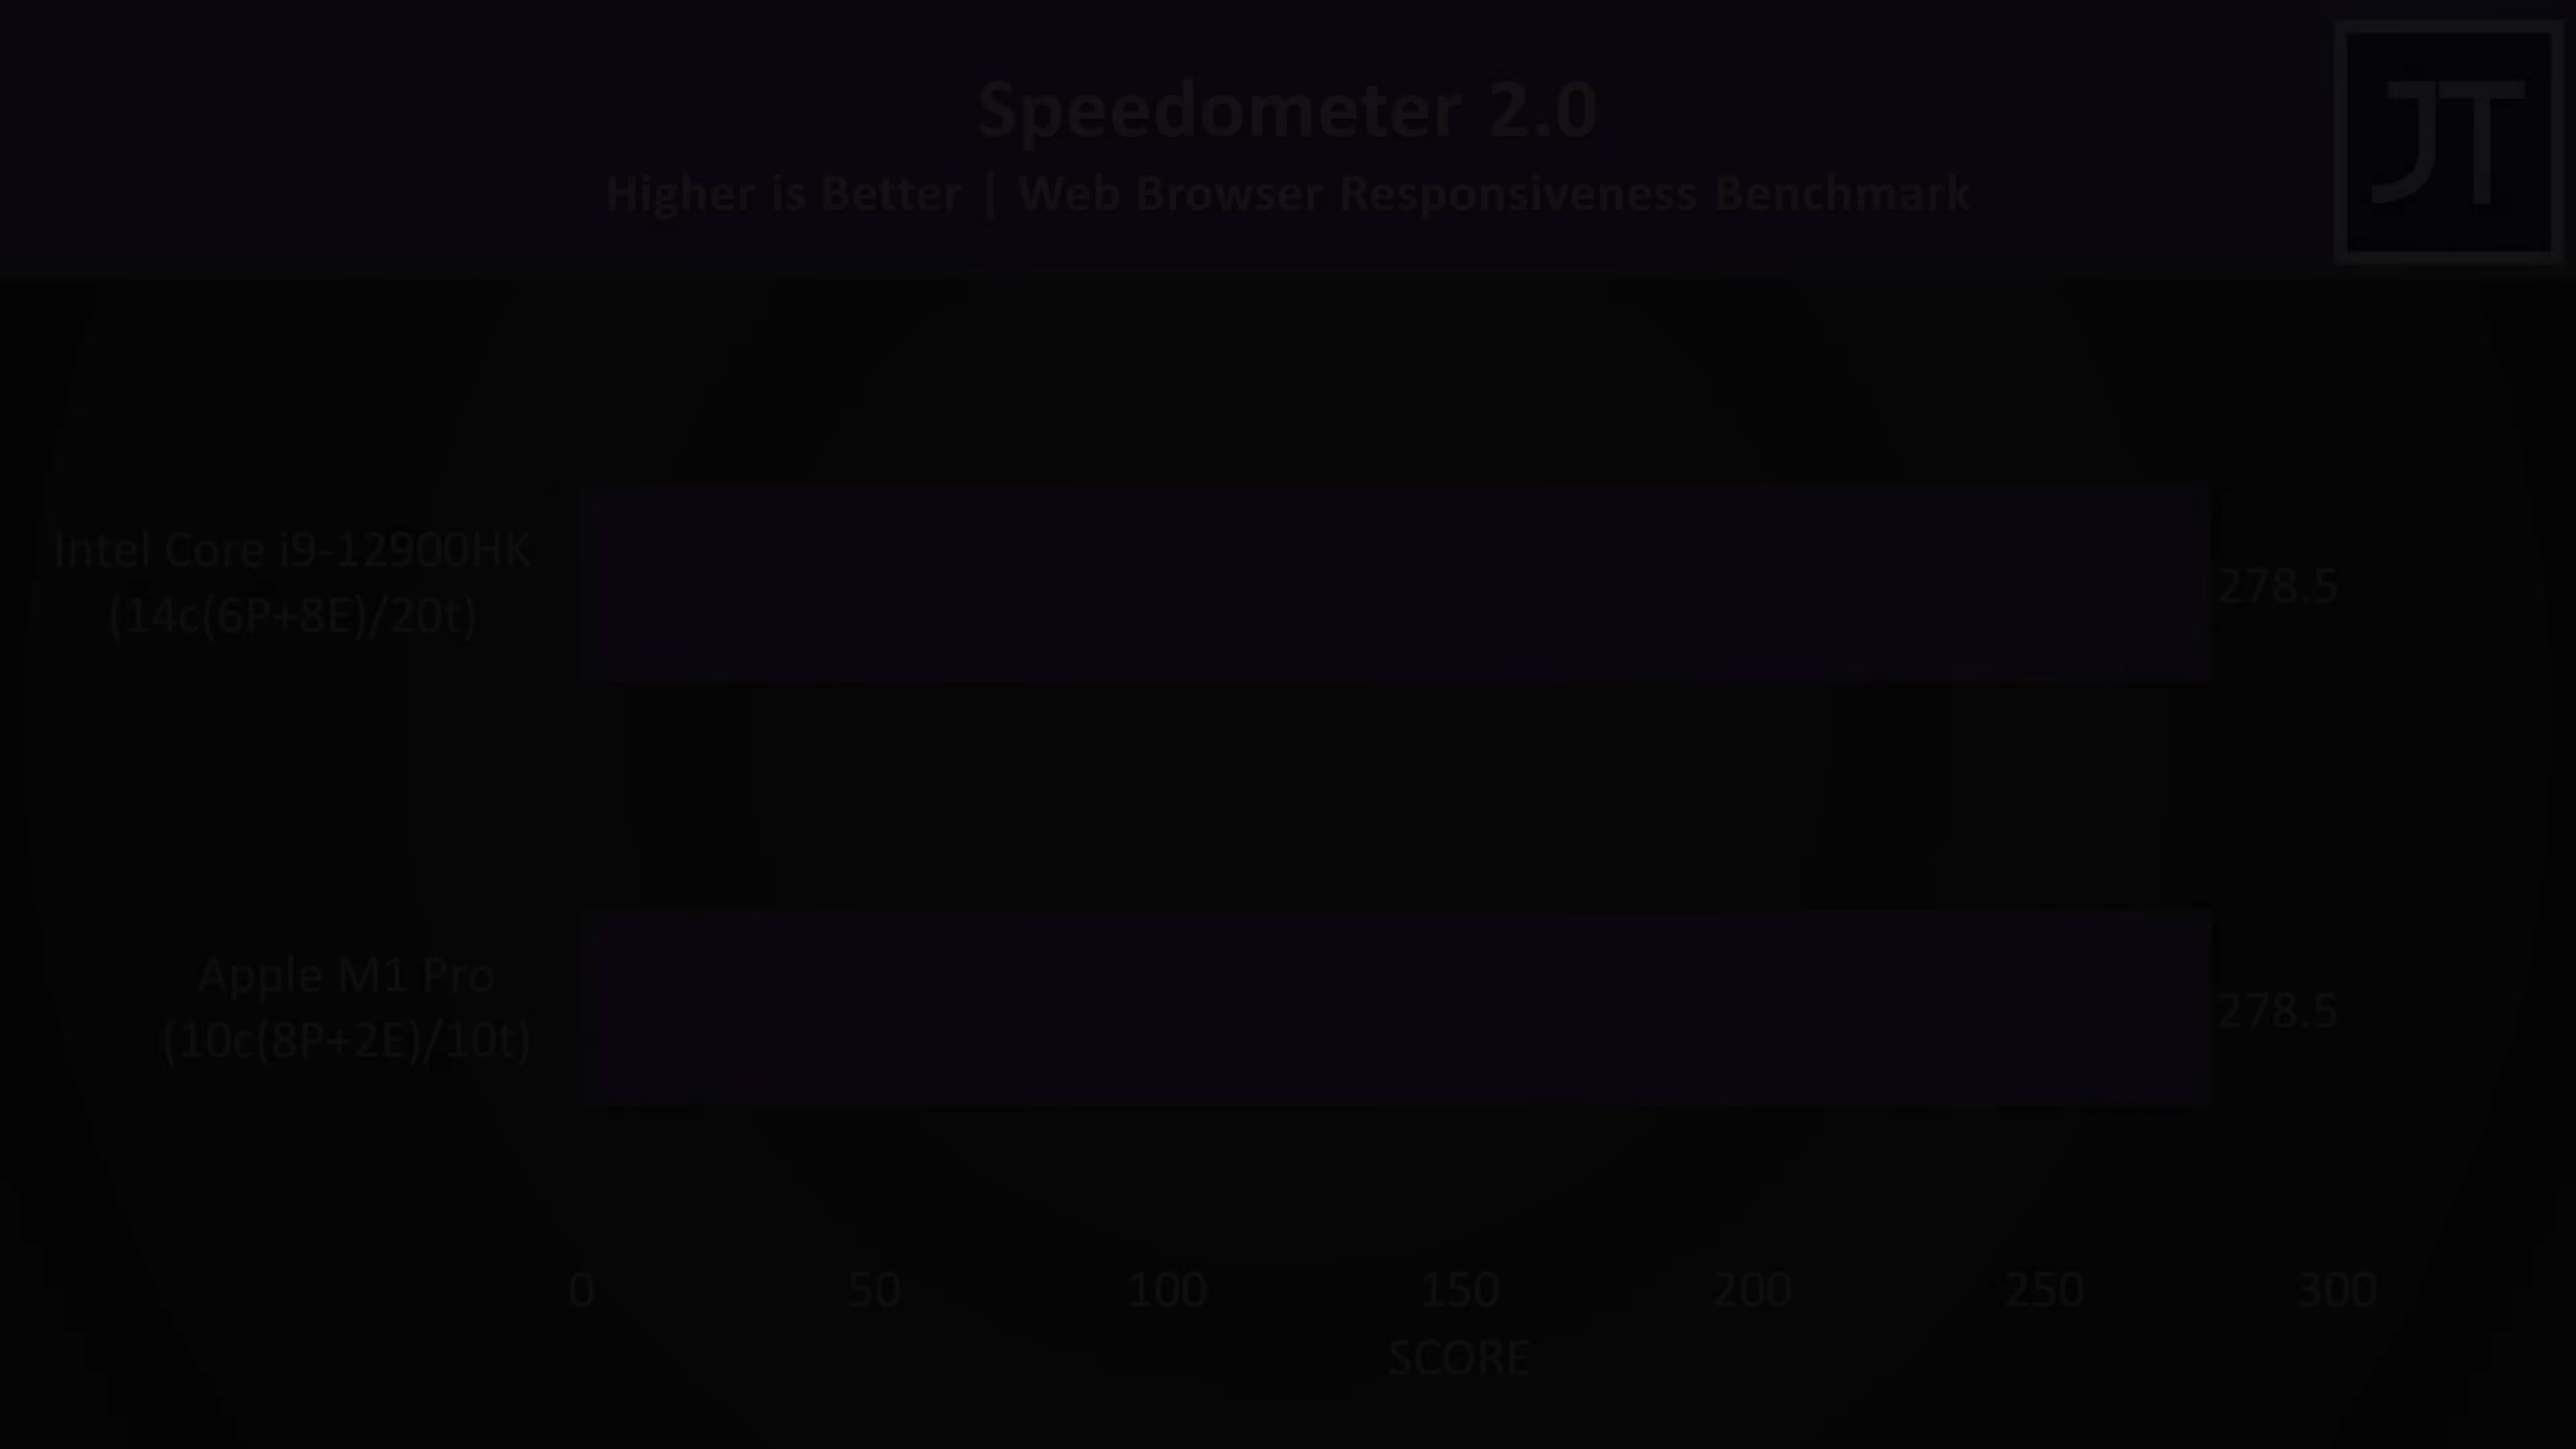 Speedometer 2.0
Higher is Better | Web Browser Responsiveness Benchmark
JT
Intel Core i9-12900HK
(14c(6P+8E)/20t)
278.5
Apple M1 Pro
(10c(8P+2E)/10t)
278.5
0 50 100 150 200 250 300
SCORE